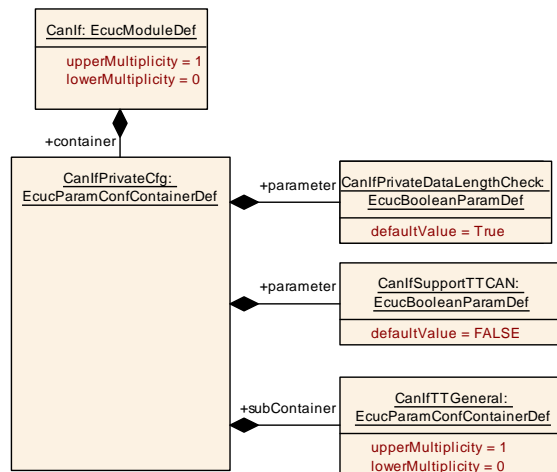 CanIf: EcucModuleDef
upperMultiplicity = 1
lowerMultiplicity = 0
+container
CanIfPrivateCfg:
EcucParamConfContainerDef
+parameter
CanIfPrivateDataLengthCheck:
EcucBooleanParamDef
defaultValue = True
+parameter
CanIfSupportTTCAN:
EcucBooleanParamDef
defaultValue = FALSE
+subContainer
CanIfTTGeneral:
EcucParamConfContainerDef
upperMultiplicity = 1
lowerMultiplicity = 0